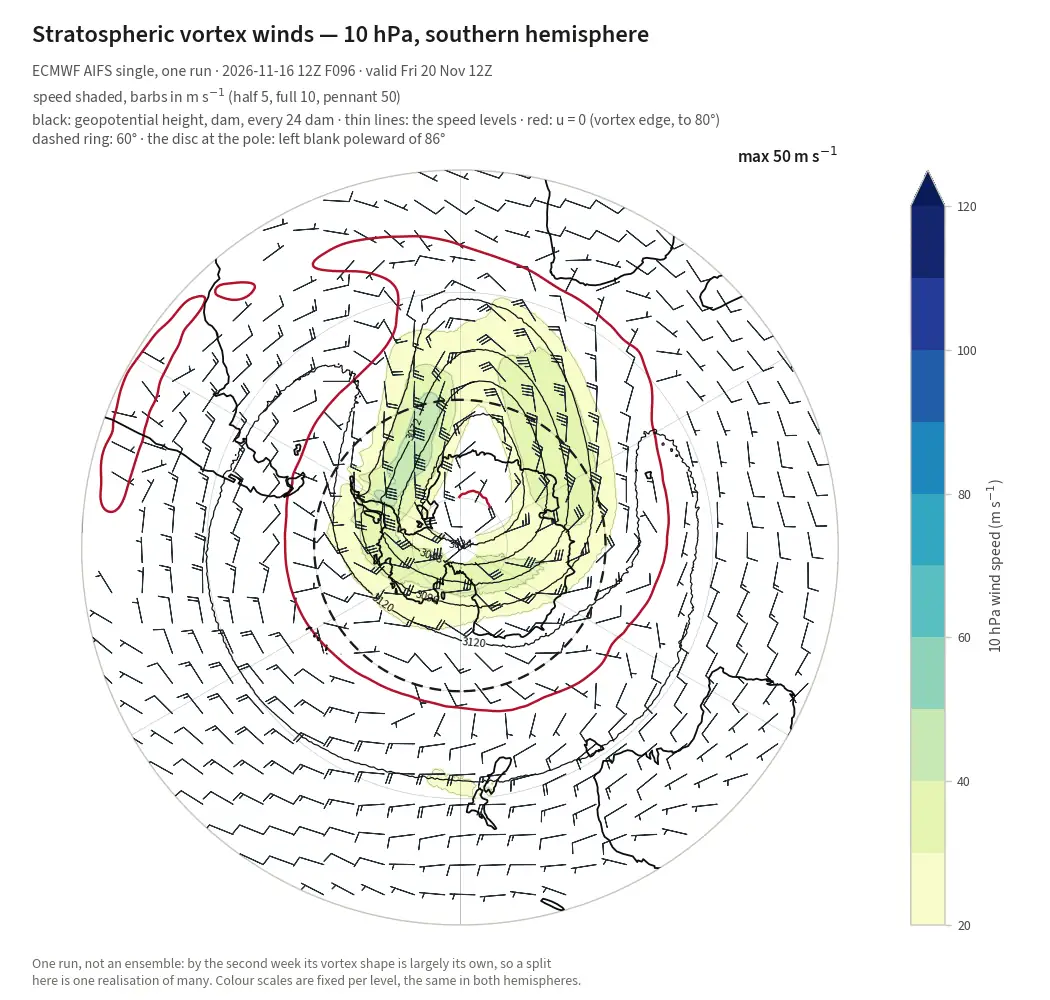 Stratospheric vortex winds — 10 hPa, southern hemisphere
ECMWF AIFS single, one run · 2026-11-16 12Z F096 · valid Fri 20 Nov 12Z
speed shaded, barbs in m s⁻¹ (half 5, full 10, pennant 50)
black: geopotential height, dam, every 24 dam · thin lines: the speed levels · red: u = 0 (vortex edge, to 80°)
dashed ring: 60° · the disc at the pole: left blank poleward of 86°
max 50 m s⁻¹
120
100
80
60
40
20
10 hPa wind speed (m s⁻¹)
3120
3120
One run, not an ensemble: by the second week its vortex shape is largely its own, so a split
here is one realisation of many. Colour scales are fixed per level, the same in both hemispheres.